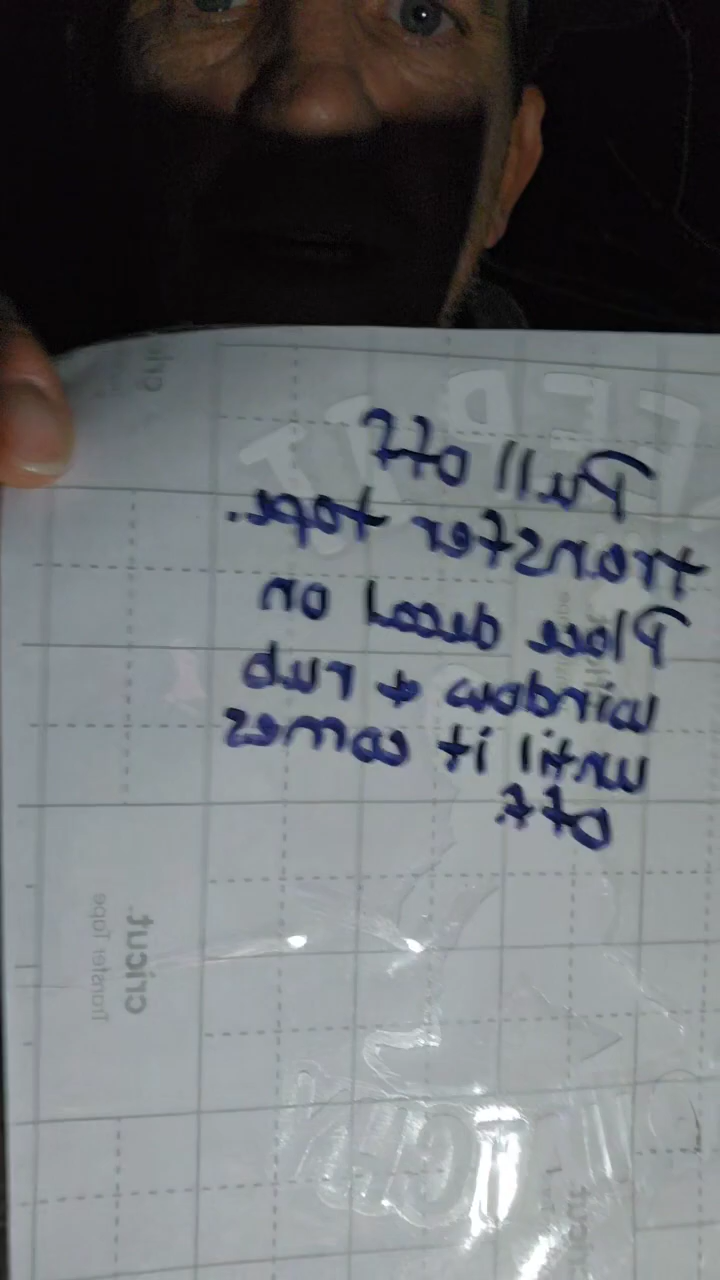 Pull off
transfer tape.
Place decal on
window & rub
until it comes
off.
cricut
Transfer Tape